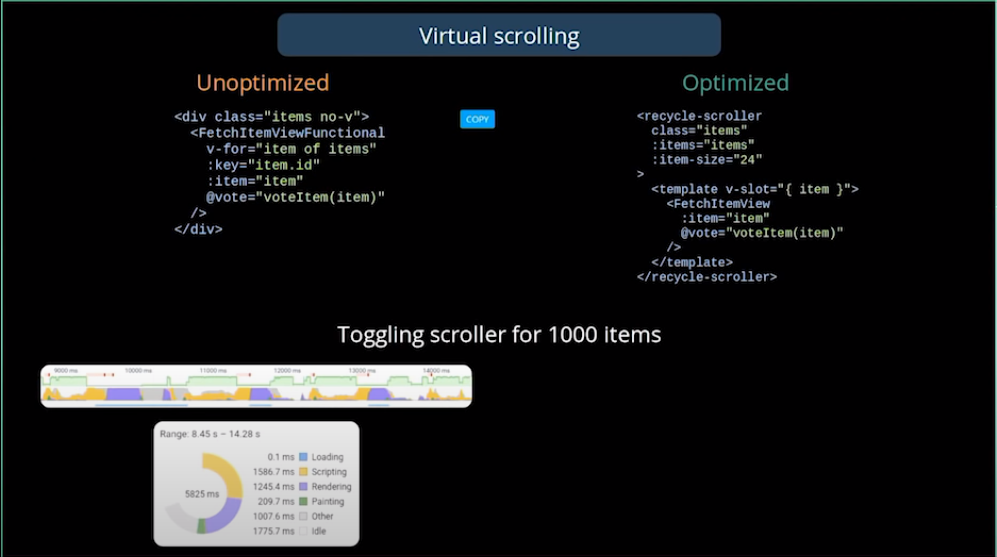 Virtual scrolling
Unoptimized
<div class="items no-v">
<FetchItemViewFunctional
v-for="item of items"
:key="item.id"
:item="item"
@vote="voteItem(item)"
/>
</div>
COPY
Optimized
<recycle-scroller
class="items"
:items="items"
:item-size="24"
>
<template v-slot="{ item }">
<FetchItemView
:item="item"
@vote="voteItem(item)"
/>
</template>
</recycle-scroller>
Toggling scroller for 1000 items
9000 ms 10000 ms 11000 ms 12000 ms 13000 ms 14000 ms
Range: 8.45 s – 14.28 s
5825 ms
0.1 ms Loading
1586.7 ms Scripting
1245.4 ms Rendering
209.7 ms Painting
1007.6 ms Other
1775.7 ms Idle